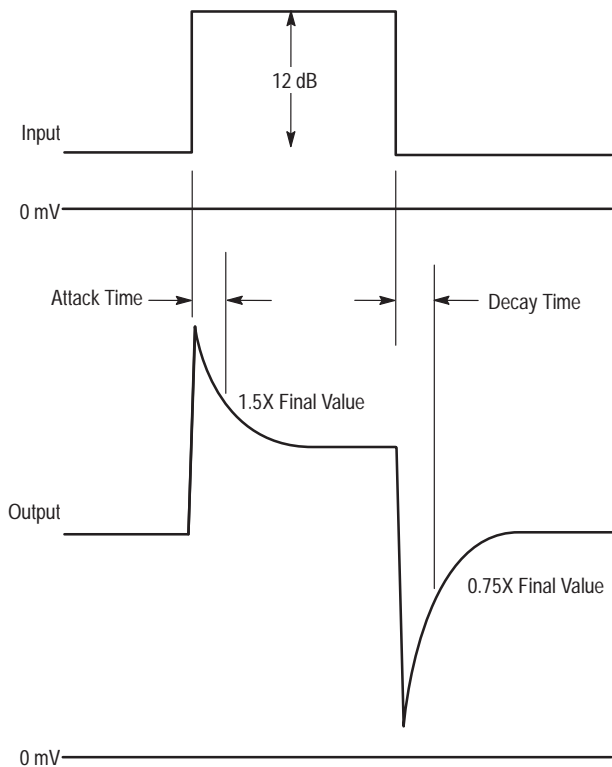 12 dB
Input
0 mV
Attack Time
Decay Time
1.5X Final Value
Output
0.75X Final Value
0 mV